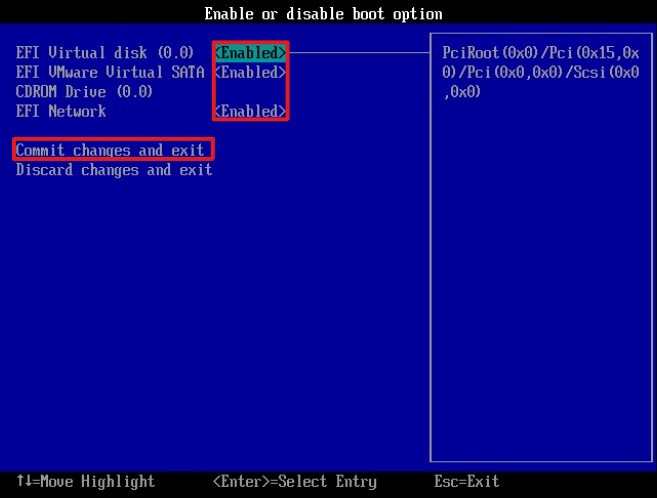 Enable or disable boot option
EFI Virtual disk (0.0) <Enabled>
EFI VMware Virtual SATA <Enabled>
CDROM Drive (0.0)
EFI Network <Enabled>
Commit changes and exit
Discard changes and exit
PciRoot(0x0)/Pci(0x15,0x
0)/Pci(0x0,0x0)/Scsi(0x0
,0x0)
↑↓=Move Highlight <Enter>=Select Entry Esc=Exit